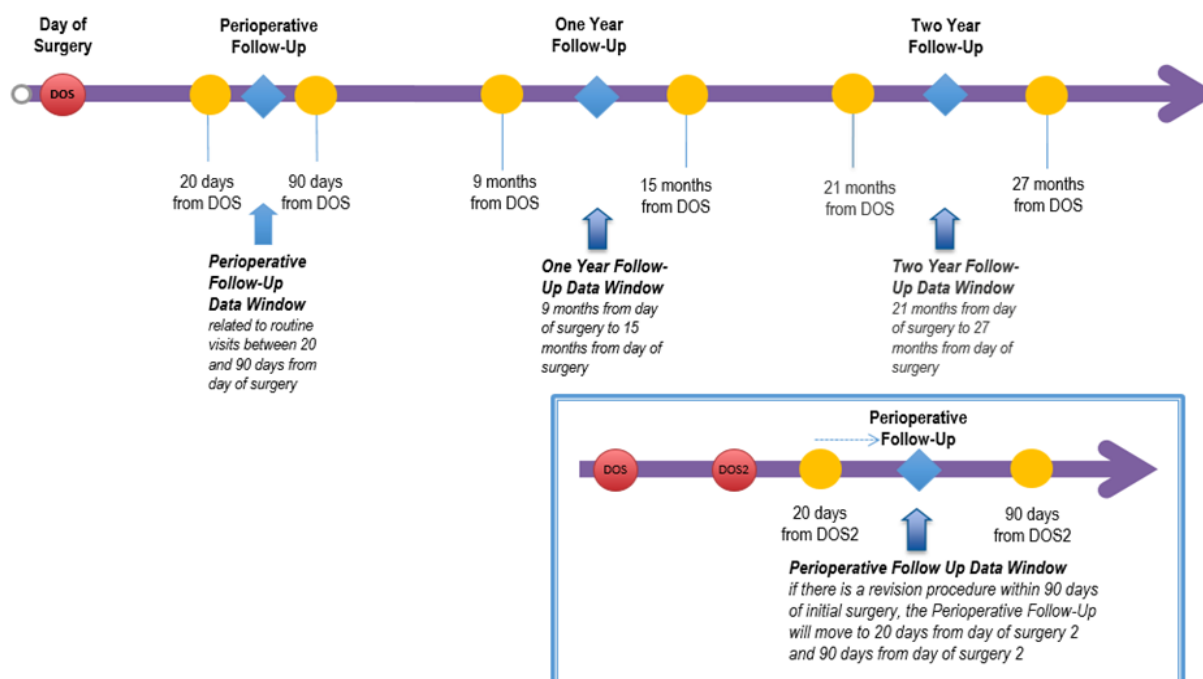 Day of
Surgery
Perioperative
Follow-Up
One Year
Follow-Up
Two Year
Follow-Up
DOS
20 days
from DOS
90 days
from DOS
9 months
from DOS
15 months
from DOS
21 months
from DOS
27 months
from DOS
Perioperative
Follow-Up
Data Window
related to routine
visits between 20
and 90 days from
day of surgery
One Year Follow-
Up Data Window
9 months from day
of surgery to 15
months from day of
surgery
Two Year Follow-
Up Data Window
21 months from day
of surgery to 27
months from day of
surgery
Perioperative
Follow-Up
DOS
DOS2
20 days
from DOS2
90 days
from DOS2
Perioperative Follow Up Data Window
if there is a revision procedure within 90 days
of initial surgery, the Perioperative Follow-Up
will move to 20 days from day of surgery 2
and 90 days from day of surgery 2